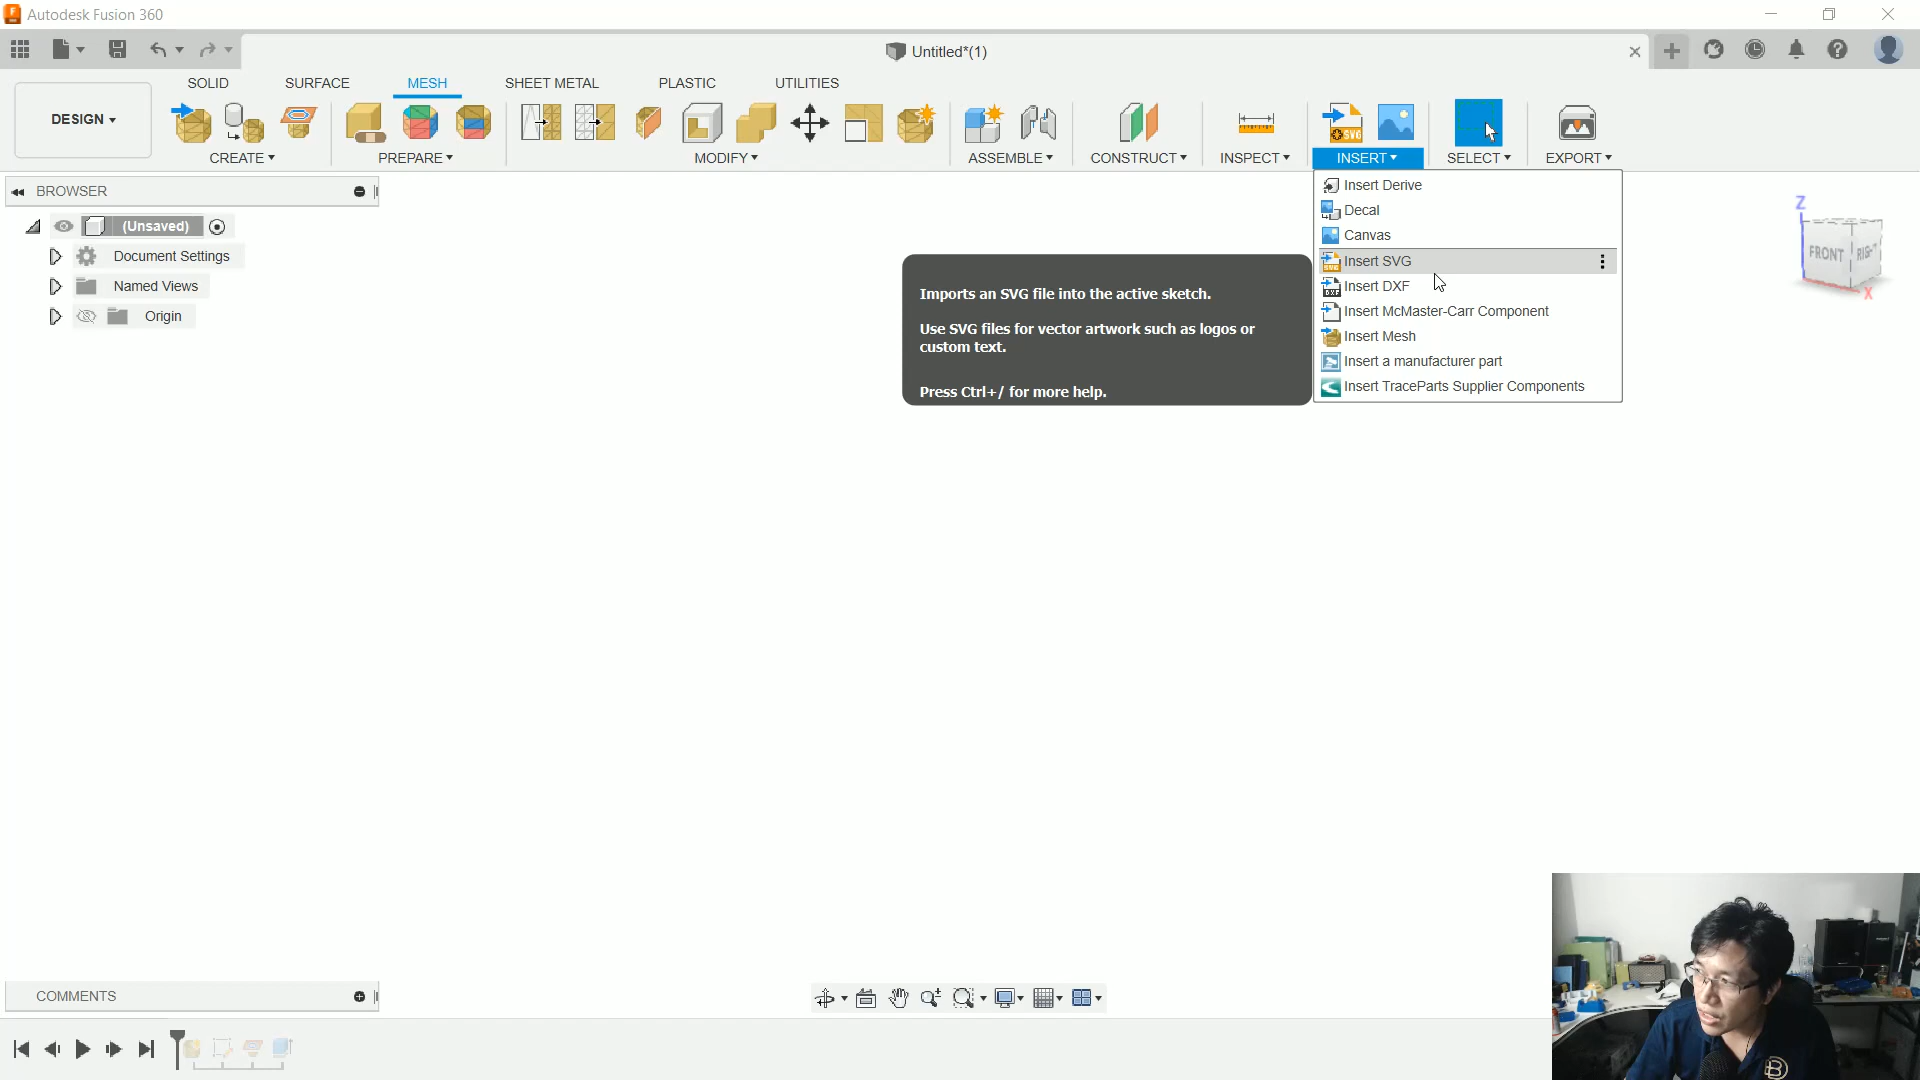 Autodesk Fusion 360
Untitled*(1)
SOLID
SURFACE
MESH
SHEET METAL
PLASTIC
UTILITIES
DESIGN
CREATE
PREPARE
MODIFY
ASSEMBLE
CONSTRUCT
INSPECT
INSERT
SELECT
EXPORT
BROWSER
(Unsaved)
Document Settings
Named Views
Origin
Insert Derive
Decal
Canvas
Insert SVG
Insert DXF
Insert McMaster-Carr Component
Insert Mesh
Insert a manufacturer part
Insert TraceParts Supplier Components
Imports an SVG file into the active sketch.
Use SVG files for vector artwork such as logos or
custom text.
Press Ctrl+/ for more help.
Z
FRONT
X
COMMENTS